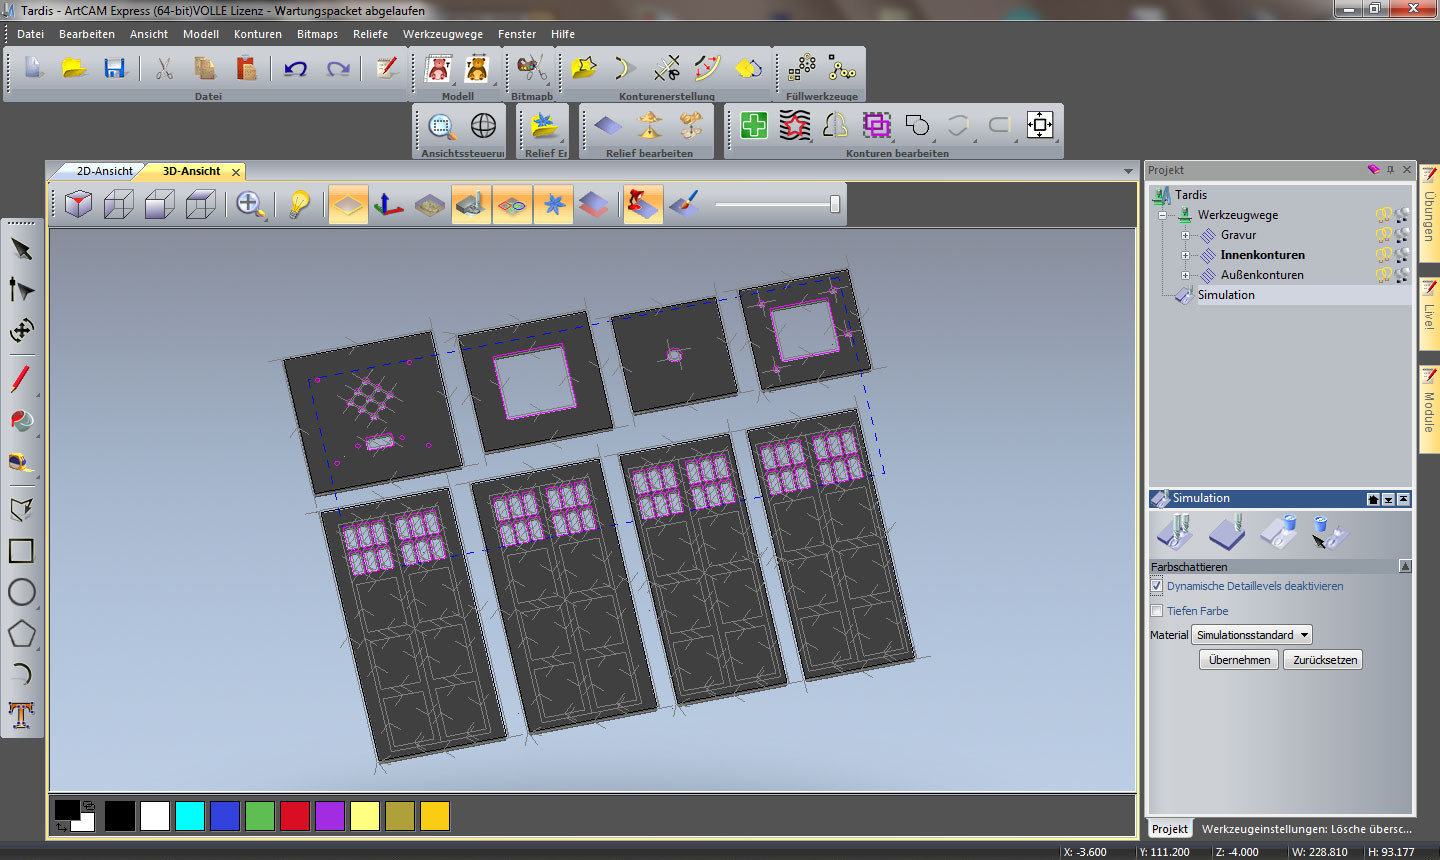 Tardis - ArtCAM Express (64-bit)VOLLE Lizenz - Wartungspacket abgelaufen
Datei Bearbeiten Ansicht Modell Konturen Bitmaps Reliefe Werkzeugwege Fenster Hilfe
Datei Modell Bitmapb Konturenerstellung Füllwerkzeuge
Ansichtssteuerun Relief Er Relief bearbeiten Konturen bearbeiten
2D-Ansicht 3D-Ansicht
Projekt
Tardis
Werkzeugwege
Gravur
Innenkonturen
Außenkonturen
Simulation
Übungen
Live!
Module
Simulation
Farbschattieren
Dynamische Detaillevels deaktivieren
Tiefen Farbe
Material Simulationsstandard
Übernehmen Zurücksetzen
Projekt Werkzeugeinstellungen: Lösche übersc...
X: -3.600 Y: 111.200 Z: -4.000 W: 228.810 H: 93.177